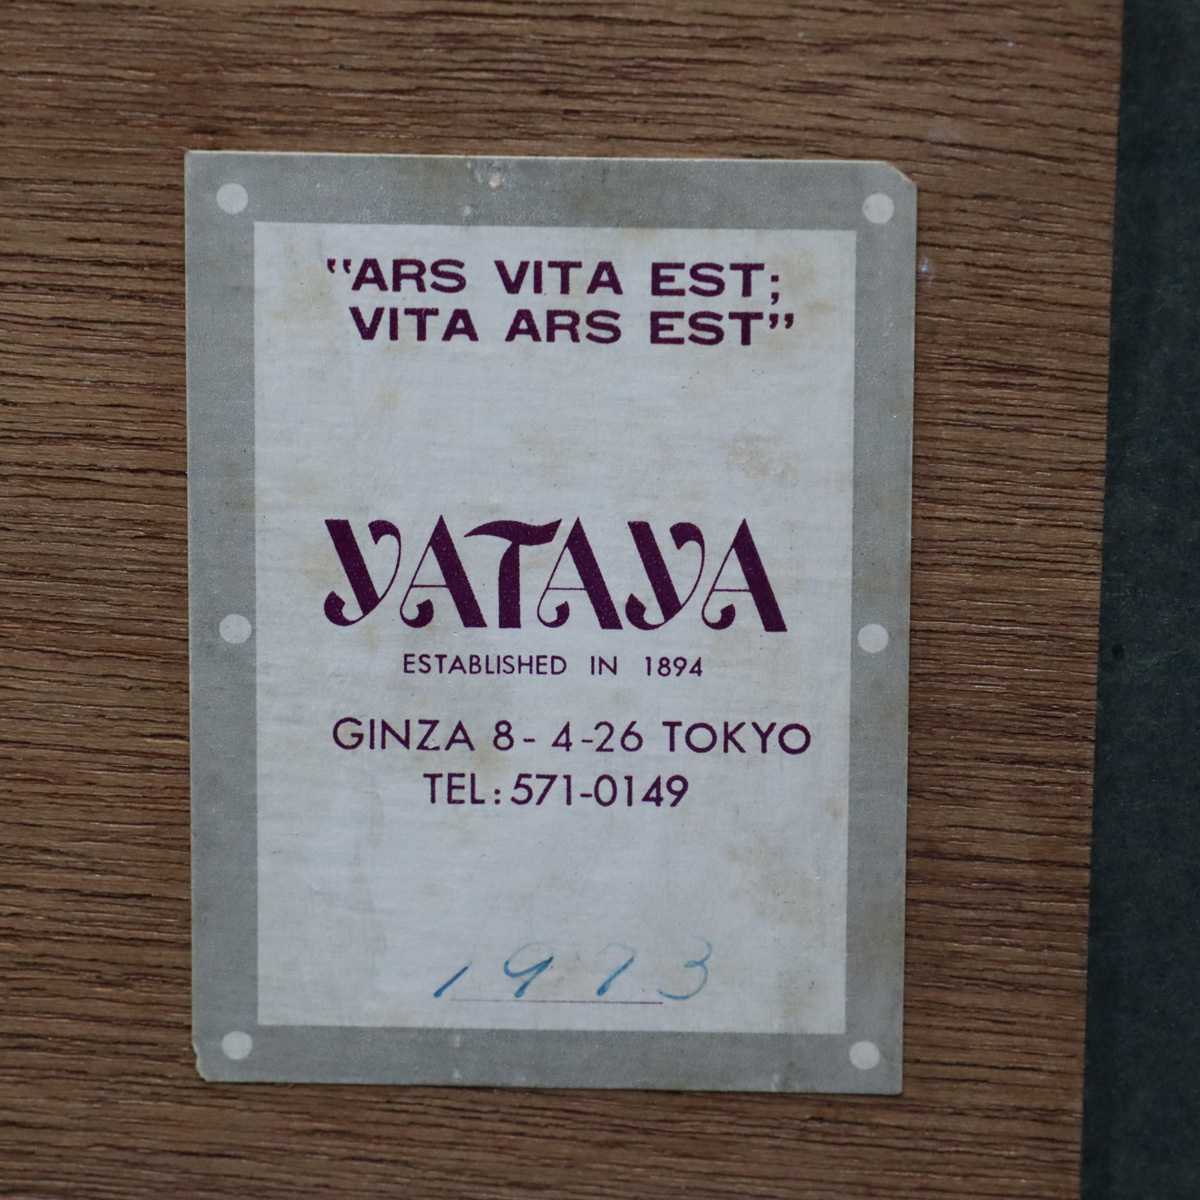 "ARS VITA EST;
VITA ARS EST"
YATAYA
ESTABLISHED IN 1894
GINZA 8-4-26 TOKYO
TEL:571-0149
1973